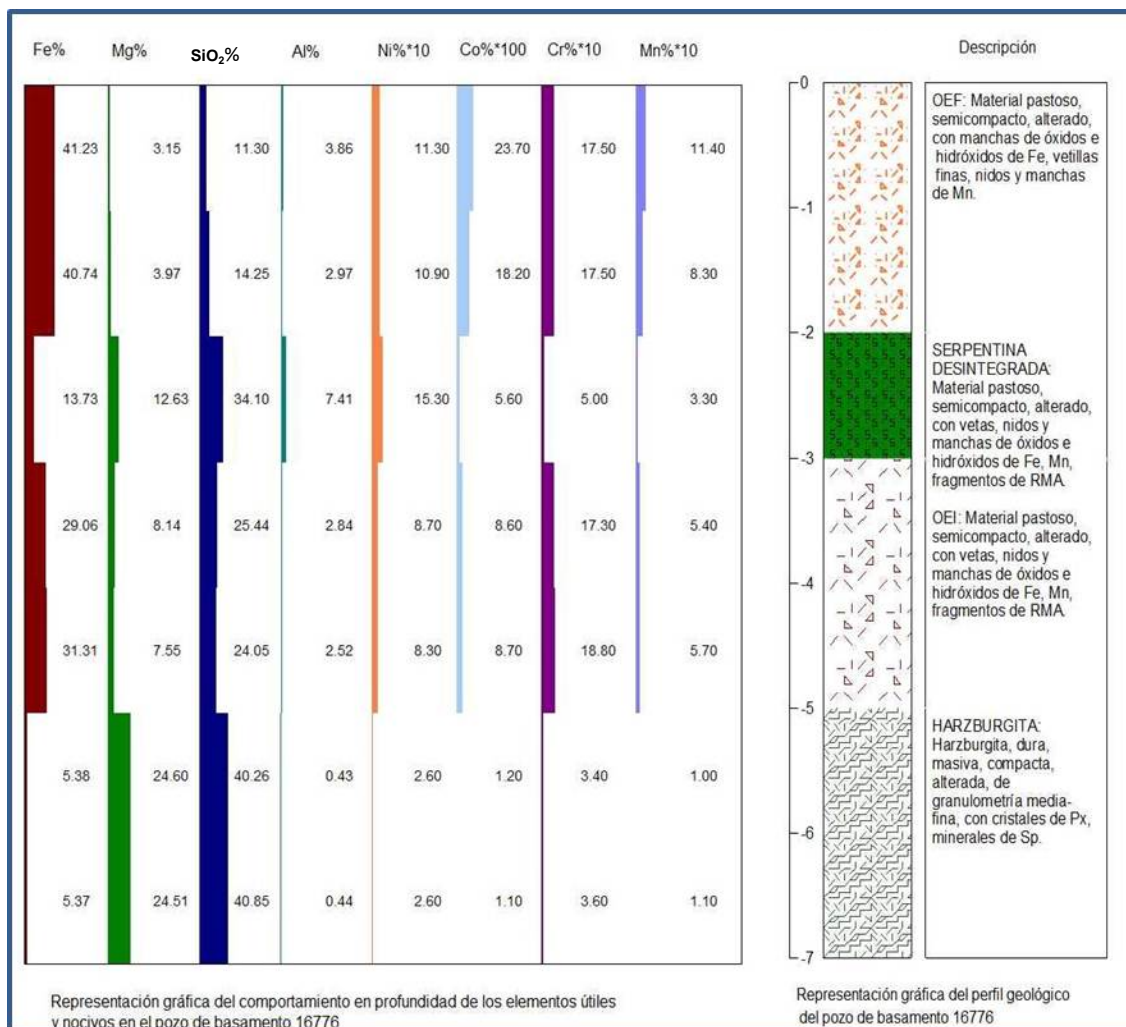 Fe% Mg% SiO₂% Al% Ni%*10 Co%*100 Cr%*10 Mn%*10
41.23 3.15 11.30 3.86 11.30 23.70 17.50 11.40
40.74 3.97 14.25 2.97 10.90 18.20 17.50 8.30
13.73 12.63 34.10 7.41 15.30 5.60 5.00 3.30
29.06 8.14 25.44 2.84 8.70 8.60 17.30 5.40
31.31 7.55 24.05 2.52 8.30 8.70 18.80 5.70
5.38 24.60 40.26 0.43 2.60 1.20 3.40 1.00
5.37 24.51 40.85 0.44 2.60 1.10 3.60 1.10
Representación gráfica del comportamiento en profundidad de los elementos útiles
y nocivos en el pozo de basamento 16776
0
-1
-2
-3
-4
-5
-6
-7
Descripción
OEF: Material pastoso,
semicompacto, alterado,
con manchas de óxidos e
hidróxidos de Fe, vetillas
finas, nidos y manchas
de Mn.
SERPENTINA
DESINTEGRADA:
Material pastoso,
semicompacto, alterado,
con vetas, nidos y
manchas de óxidos e
hidróxidos de Fe, Mn,
fragmentos de RMA.
OEI: Material pastoso,
semicompacto, alterado,
con vetas, nidos y
manchas de óxidos e
hidróxidos de Fe, Mn,
fragmentos de RMA.
HARZBURGITA:
Harzburgita, dura,
masiva, compacta,
alterada, de
granulometría media-
fina, con cristales de Px,
minerales de Sp.
Representación gráfica del perfil geológico
del pozo de basamento 16776